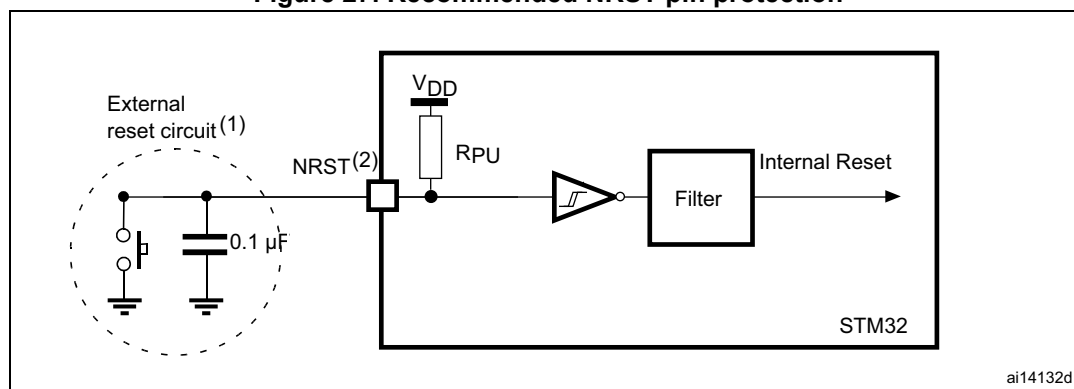 Figure 27. Recommended NRST pin protection
VDD
External
reset circuit(1)
NRST(2)
RPU
Internal Reset
Filter
0.1 µF
STM32
ai14132d